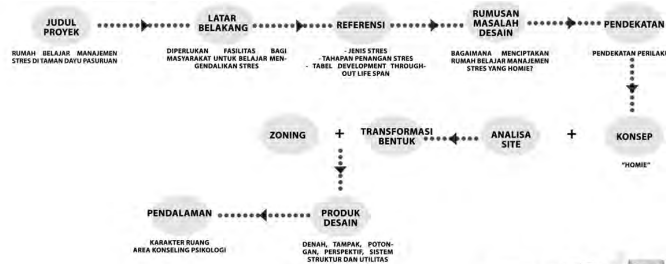 JUDUL
PROYEK
LATAR
BELAKANG
REFERENSI
RUMUSAN
MASALAH
DESAIN
PENDEKATAN
RUMAH BELAJAR MANAJEMEN
STRES DI TAMAN DAYU PASURUAN
DIPERLUKAN FASILITAS BAGI
MASYARAKAT UNTUK BELAJAR MEN-
GENDALIKAN STRES
- JENIS STRES
- TAHAPAN PENANGAN STRES
- TABEL DEVELOPMENT THROUGH-
OUT LIFE SPAN
BAGAIMANA MENCIPTAKAN
RUMAH BELAJAR MANAJEMEN
STRES YANG HOMIE?
PENDEKATAN PERILAKU
ZONING
+
TRANSFORMASI
BENTUK
ANALISA
SITE
+
KONSEP
"HOMIE"
PENDALAMAN
PRODUK
DESAIN
KARAKTER RUANG
AREA KONSELING PSIKOLOGI
DENAH, TAMPAK, POTON-
GAN, PERSPEKTIF, SISTEM
STRUKTUR DAN UTILITAS